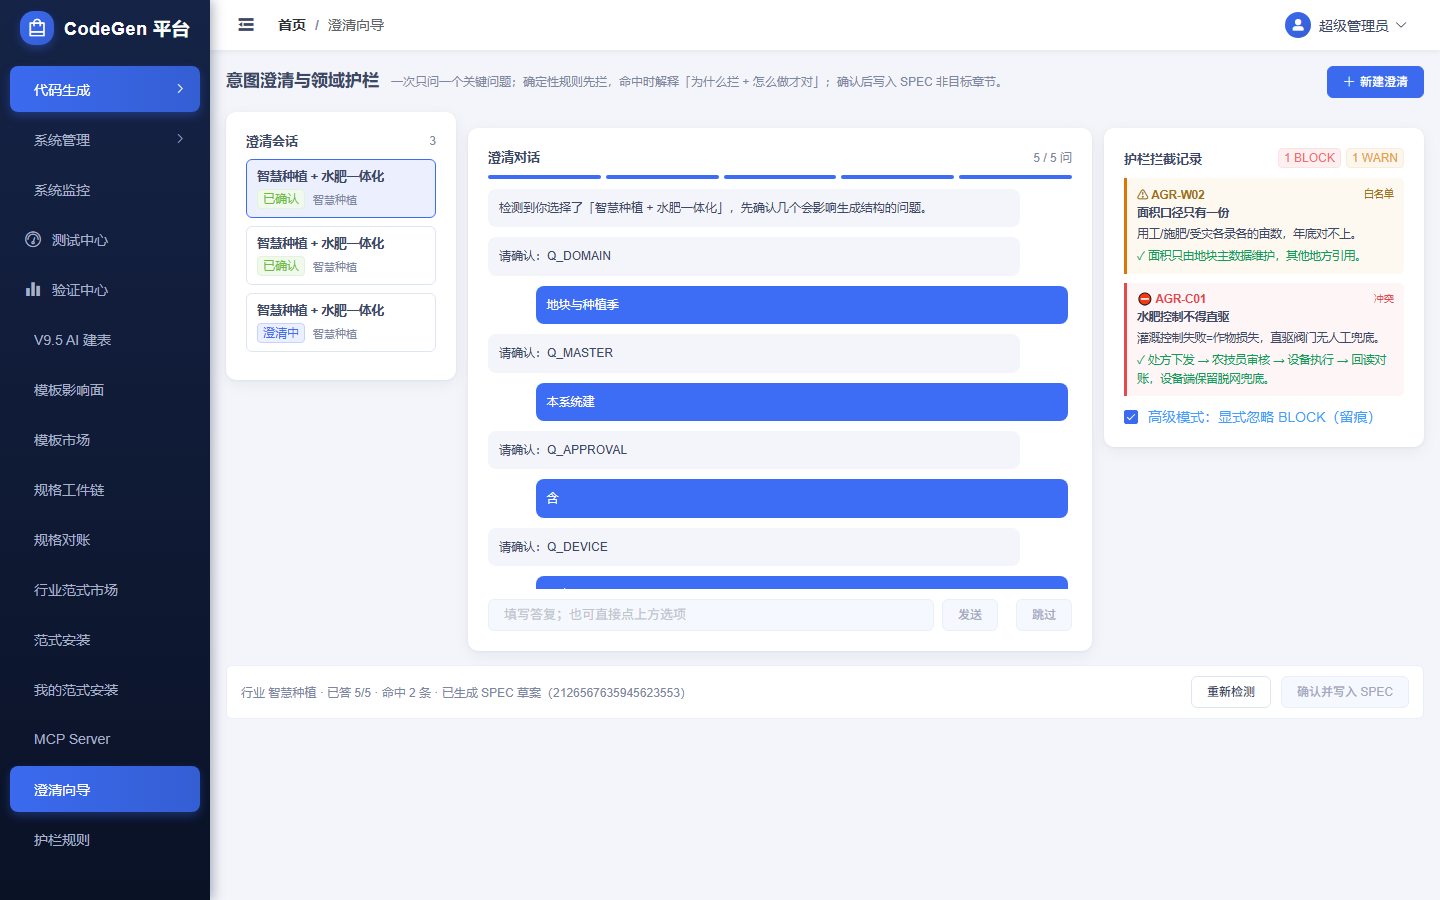 CodeGen 平台
代码生成
系统管理
系统监控
测试中心
验证中心
V9.5 AI 建表
模板影响面
模板市场
规格工件链
规格对账
行业范式市场
范式安装
我的范式安装
MCP Server
澄清向导
护栏规则
首页 / 澄清向导
超级管理员
意图澄清与领域护栏 一次只问一个关键问题；确定性规则先拦，命中时解释「为什么拦 + 怎么做才对」；确认后写入 SPEC 非目标章节。
新建澄清
澄清会话 3
智慧种植 + 水肥一体化
已确认 智慧种植
智慧种植 + 水肥一体化
已确认 智慧种植
智慧种植 + 水肥一体化
澄清中 智慧种植
澄清对话 5 / 5 问
检测到你选择了「智慧种植 + 水肥一体化」，先确认几个会影响生成结构的问题。
请确认：Q_DOMAIN
地块与种植季
请确认：Q_MASTER
本系统建
请确认：Q_APPROVAL
含
请确认：Q_DEVICE
填写答复；也可直接点上方选项
发送
跳过
护栏拦截记录 1 BLOCK 1 WARN
AGR-W02 白名单
面积口径只有一份
用工/施肥/受灾各录各的亩数，年底对不上。
✓ 面积只由地块主数据维护，其他地方引用。
AGR-C01 冲突
水肥控制不得直驱
灌溉控制失败=作物损失，直驱阀门无人工兜底。
✓ 处方下发 → 农技员审核 → 设备执行 → 回读对
账，设备端保留脱网兜底。
高级模式：显式忽略 BLOCK（留痕）
行业 智慧种植 · 已答 5/5 · 命中 2 条 · 已生成 SPEC 草案（2126567635945623553）
重新检测
确认并写入 SPEC